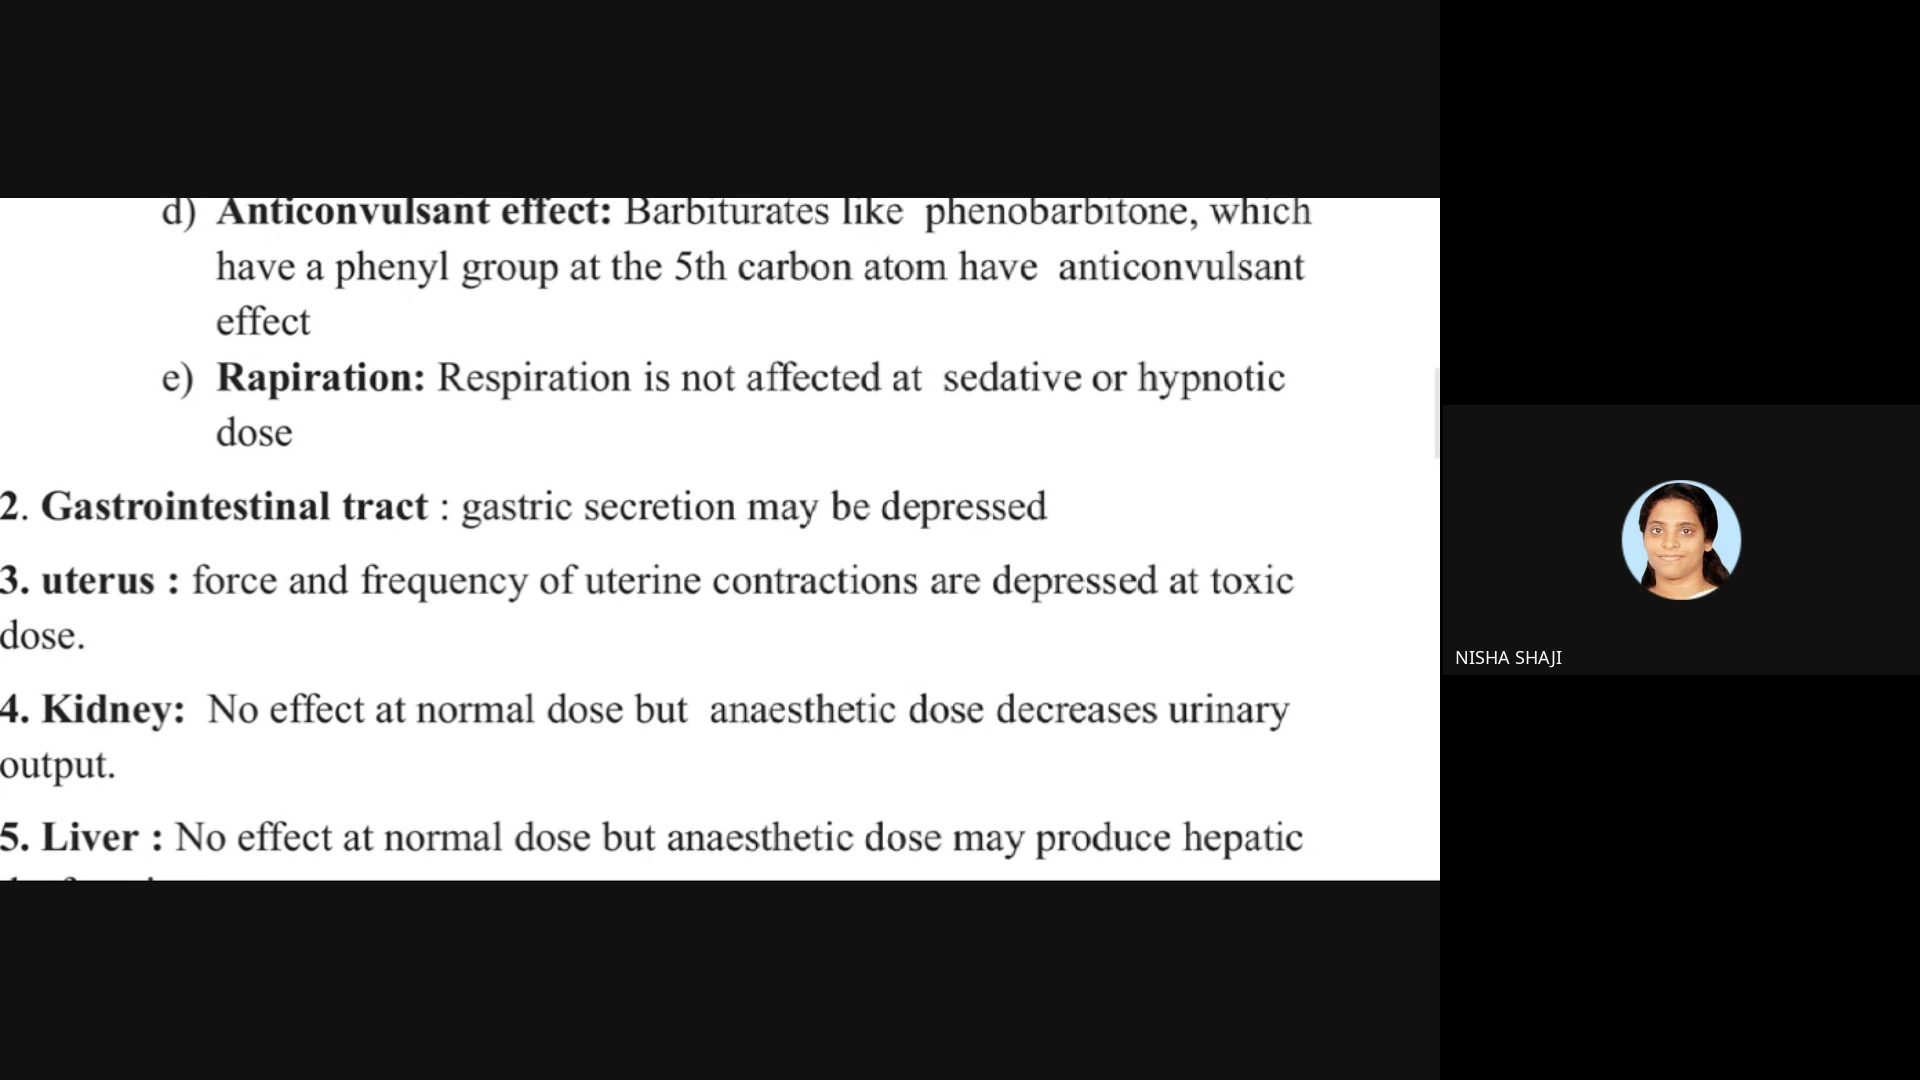 d) Anticonvulsant effect: Barbiturates like phenobarbitone, which
have a phenyl group at the 5th carbon atom have anticonvulsant
effect
e) Rapiration: Respiration is not affected at sedative or hypnotic
dose
2. Gastrointestinal tract : gastric secretion may be depressed
3. uterus : force and frequency of uterine contractions are depressed at toxic
dose.
4. Kidney: No effect at normal dose but anaesthetic dose decreases urinary
output.
5. Liver : No effect at normal dose but anaesthetic dose may produce hepatic
NISHA SHAJI